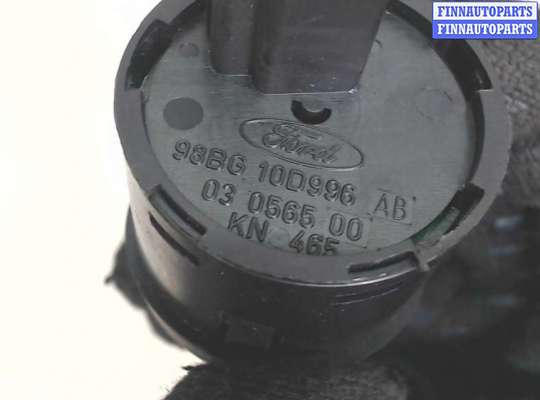 FINNAUTOPARTS
FINNAUTOPARTS
Ford
98BG 10D996 AB
03 0565 00
KN 465